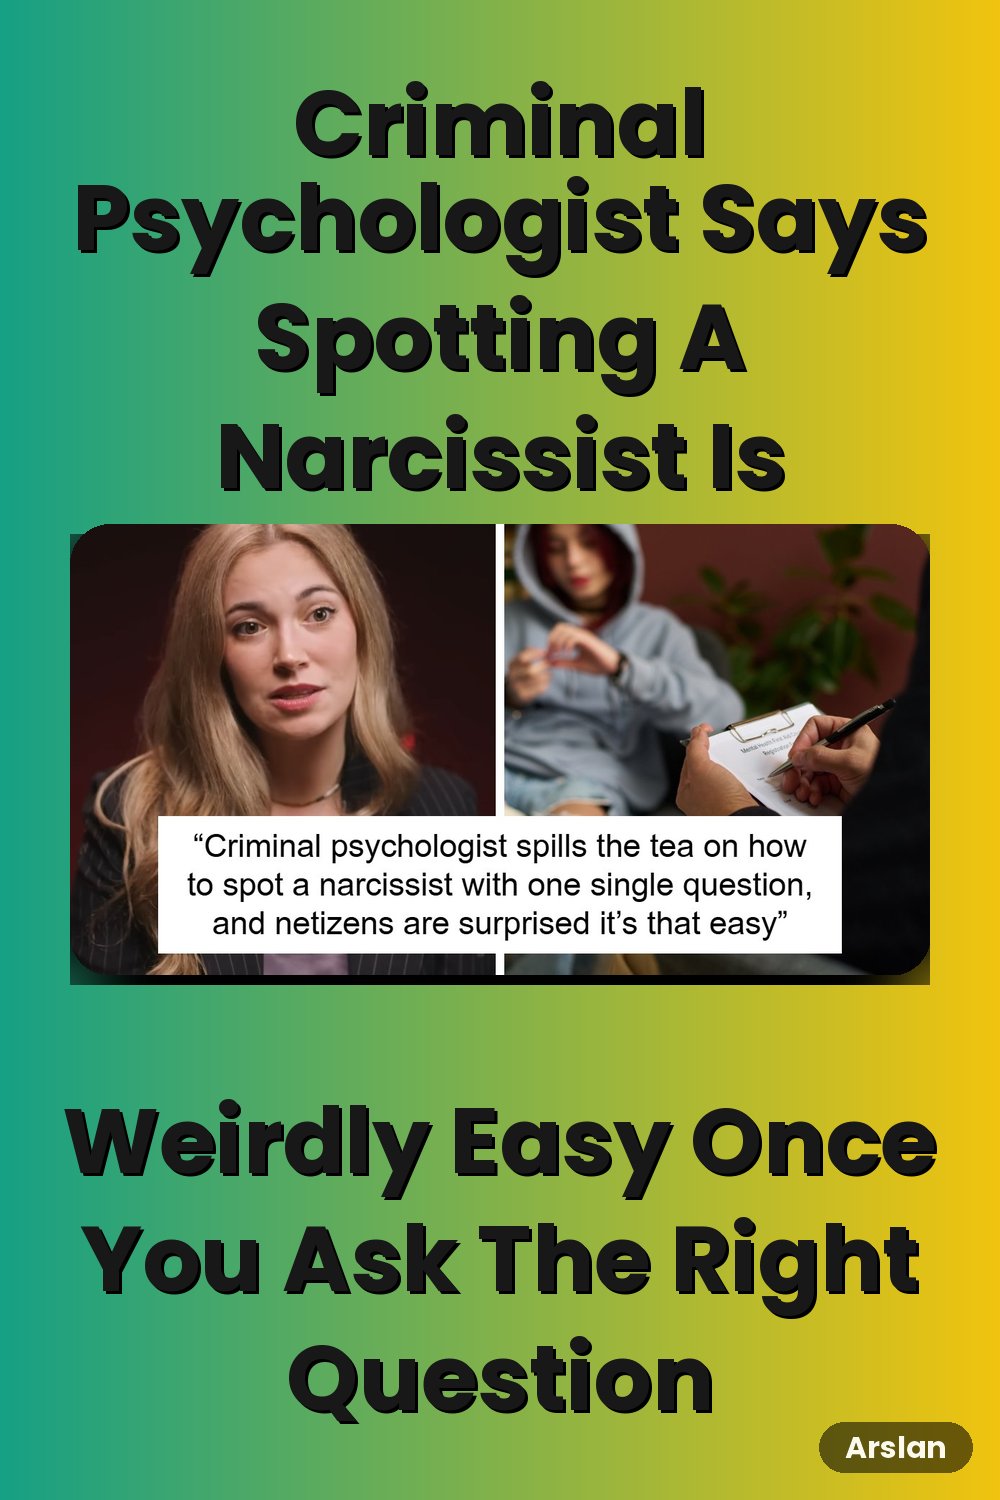 Criminal
Psychologist Says
Spotting A
Narcissist Is
“Criminal psychologist spills the tea on how
to spot a narcissist with one single question,
and netizens are surprised it’s that easy”
Weirdly Easy Once
You Ask The Right
Question
Arslan